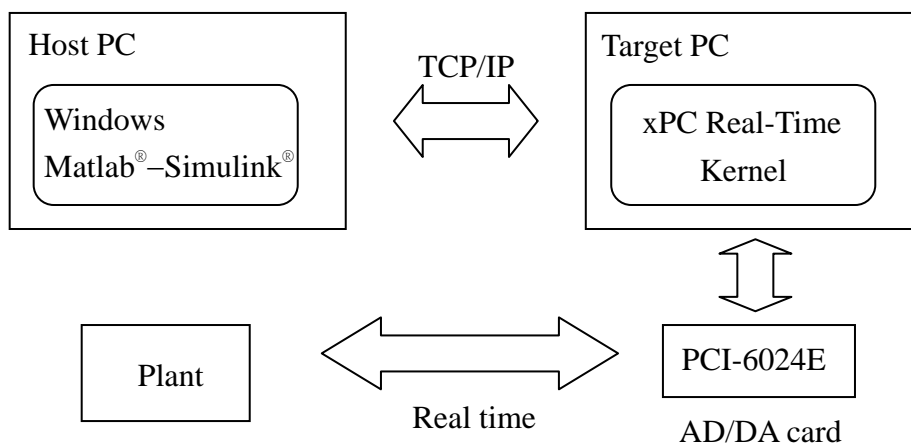 Host PC
Windows
Matlab®–Simulink®
TCP/IP
Target PC
xPC Real-Time
Kernel
Plant
Real time
PCI-6024E
AD/DA card